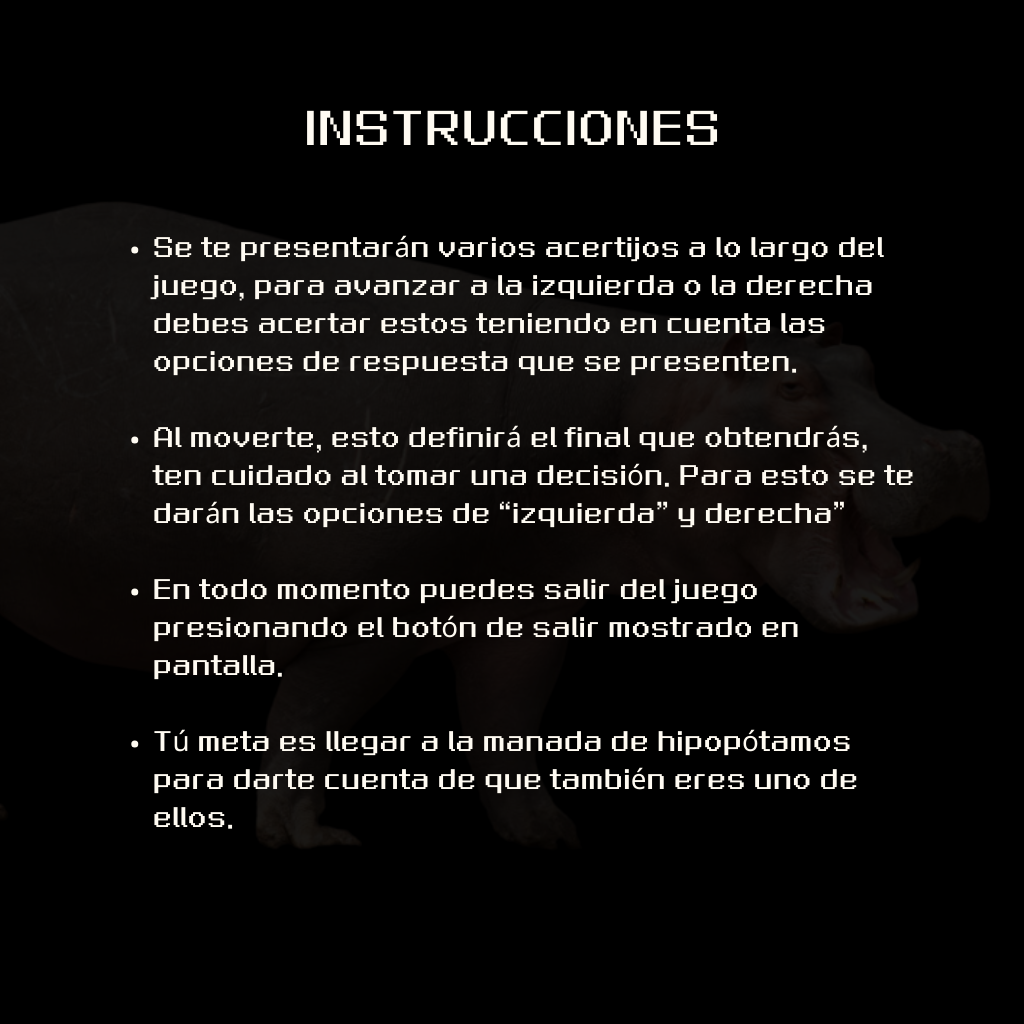 INSTRUCCIONES
• Se te presentarán varios acertijos a lo largo del
juego, para avanzar a la izquierda o la derecha
debes acertar estos teniendo en cuenta las
opciones de respuesta que se presenten.
• Al moverte, esto definirá el final que obtendrás,
ten cuidado al tomar una decisión. Para esto se te
darán las opciones de “izquierda” y derecha”
• En todo momento puedes salir del juego
presionando el botón de salir mostrado en
pantalla.
• Tú meta es llegar a la manada de hipopótamos
para darte cuenta de que también eres uno de
ellos.